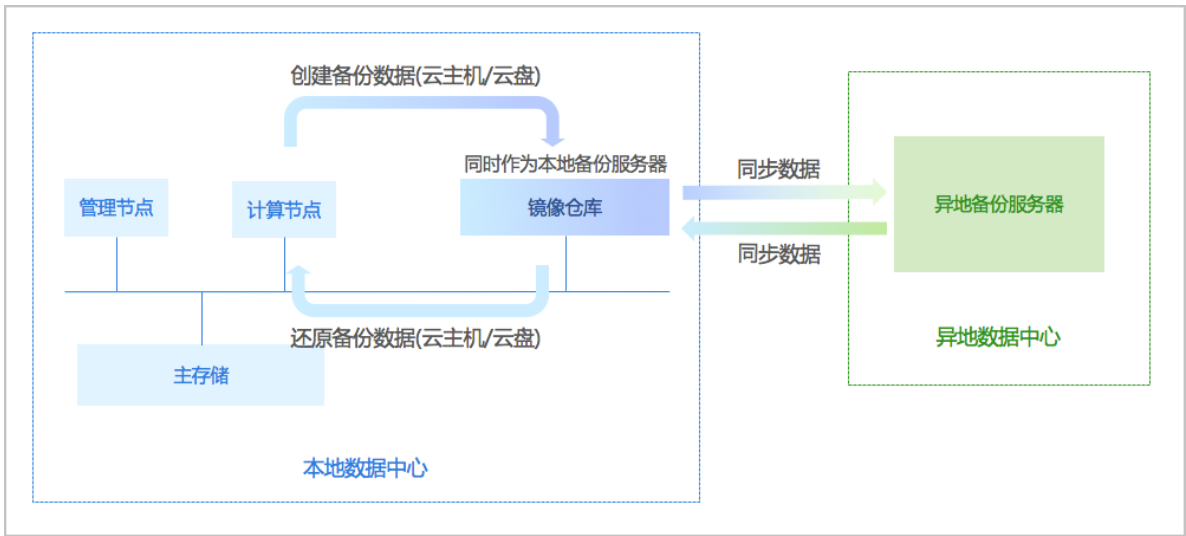 创建备份数据(云主机/云盘)
同时作为本地备份服务器
管理节点
计算节点
镜像仓库
同步数据
同步数据
异地备份服务器
还原备份数据(云主机/云盘)
主存储
异地数据中心
本地数据中心